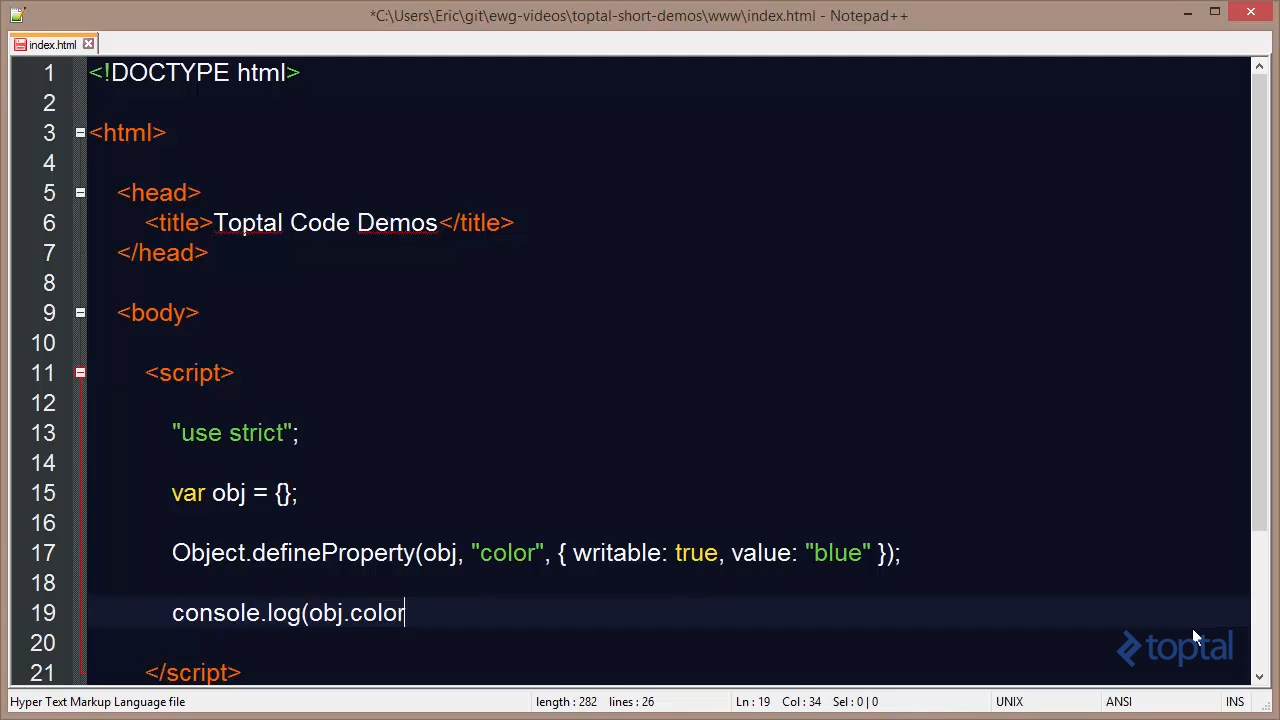 *C:\Users\Eric\git\ewg-videos\toptal-short-demos\www\index.html - Notepad++
index.html
1 <!DOCTYPE html>
2
3 <html>
4
5 <head>
6 <title>Toptal Code Demos</title>
7 </head>
8
9 <body>
10
11 <script>
12
13 "use strict";
14
15 var obj = {};
16
17 Object.defineProperty(obj, "color", { writable: true, value: "blue" });
18
19 console.log(obj.color
20
21 </script>
toptal
Hyper Text Markup Language file length : 282 lines : 26 Ln : 19 Col : 34 Sel : 0 | 0 UNIX ANSI INS